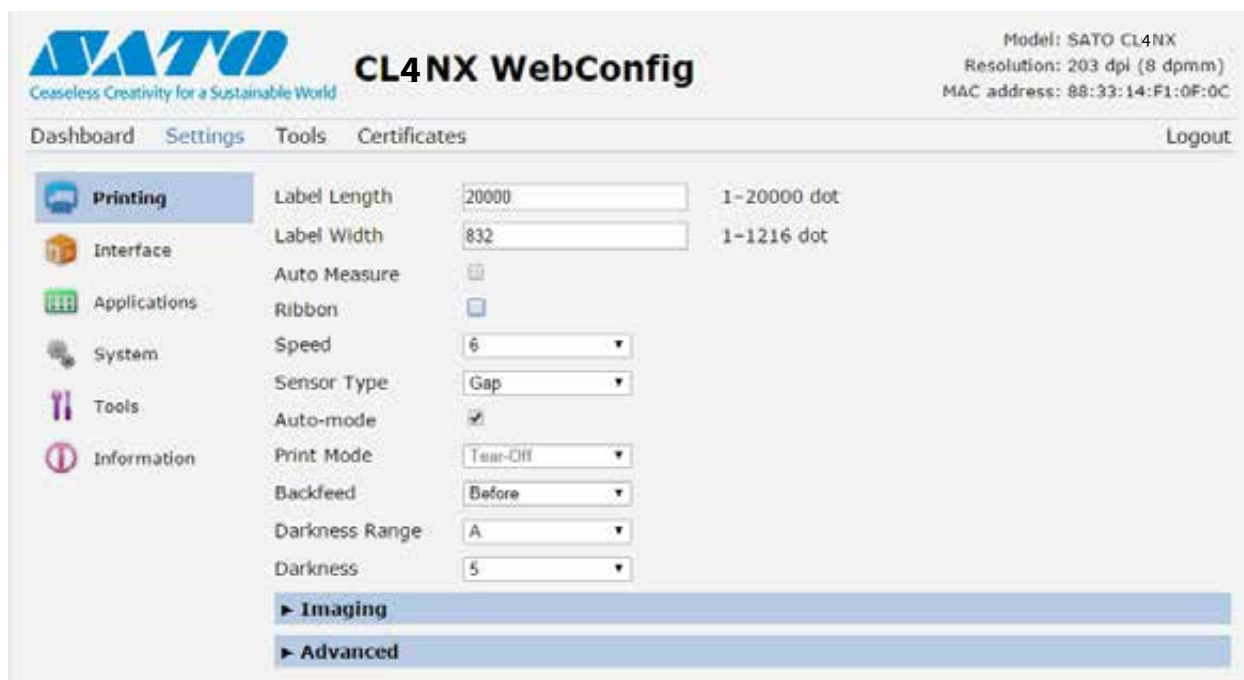 SATO
Ceaseless Creativity for a Sustainable World
CL4NX WebConfig
Model: SATO CL4NX
Resolution: 203 dpi (8 dpmm)
MAC address: 88:33:14:F1:0F:0C
Dashboard Settings Tools Certificates Logout
Printing
Interface
Applications
System
Tools
Information
Label Length 20000 1-20000 dot
Label Width 832 1-1216 dot
Auto Measure
Ribbon
Speed 6
Sensor Type Gap
Auto-mode
Print Mode Tear-Off
Backfeed Before
Darkness Range A
Darkness 5
► Imaging
► Advanced